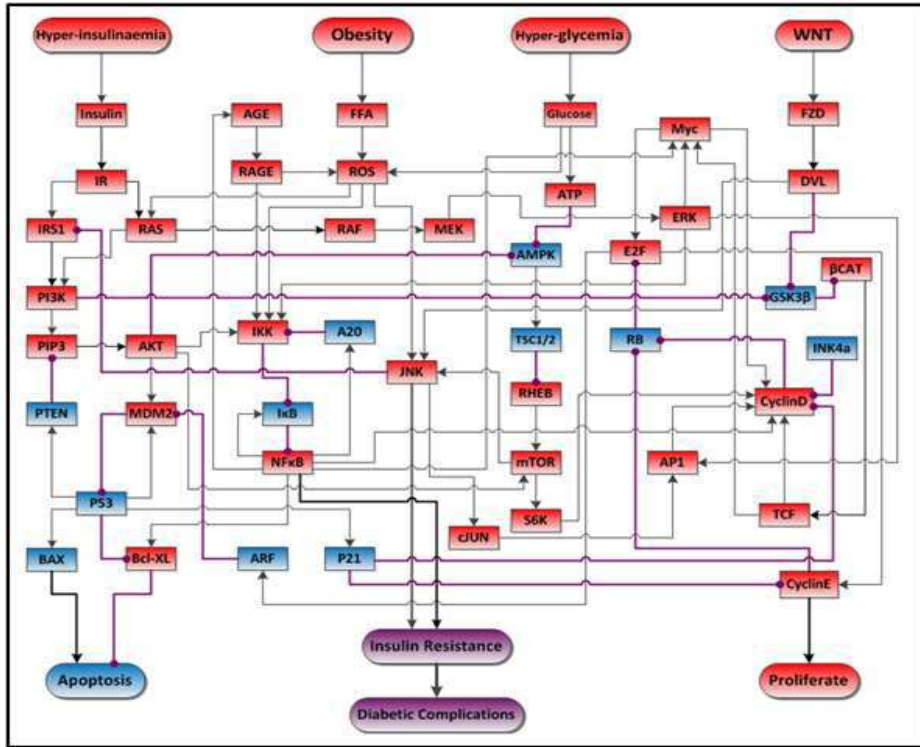 Hyper-insulinaemia
Obesity
Hyper-glycemia
WNT
Insulin
AGE
FFA
Glucose
FZD
Myc
RAGE
ROS
IR
ATP
DVL
IRS1
RAS
RAF
MEK
ERK
AMPK
E2F
βCAT
PI3K
GSK3β
PIP3
AKT
IKK
A20
TSC1/2
RB
INK4a
JNK
RHEB
CyclinD
PTEN
MDM2
IκB
NFκB
mTOR
AP1
P53
S6K
TCF
cJUN
BAX
Bcl-XL
ARF
P21
CyclinE
Insulin Resistance
Apoptosis
Proliferate
Diabetic Complications